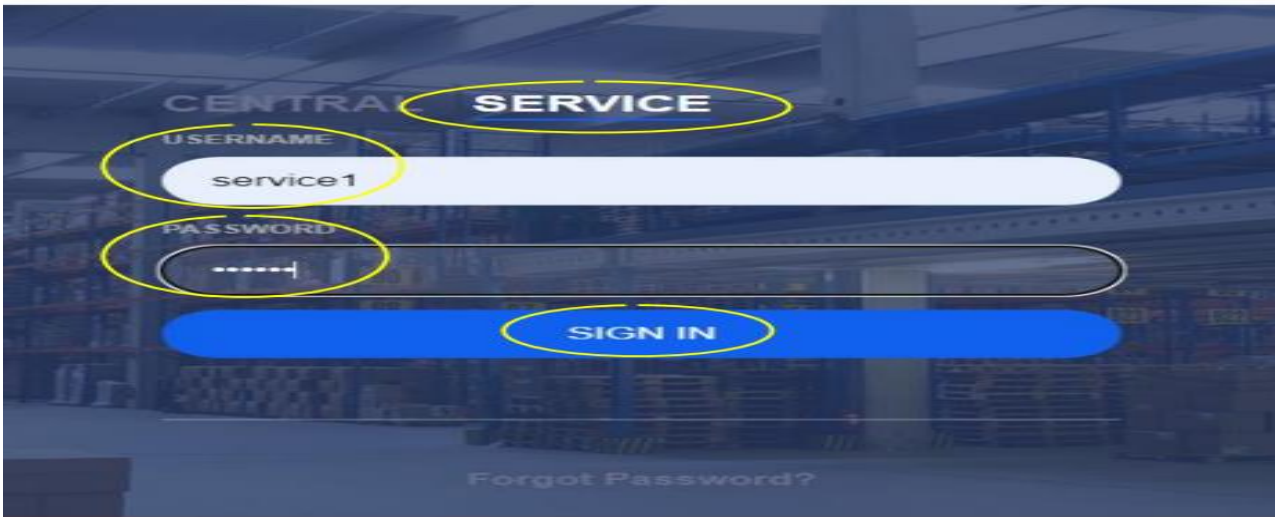 CENTRAL SERVICE
USERNAME
service1
PASSWORD
••••••
SIGN IN
Forgot Password?